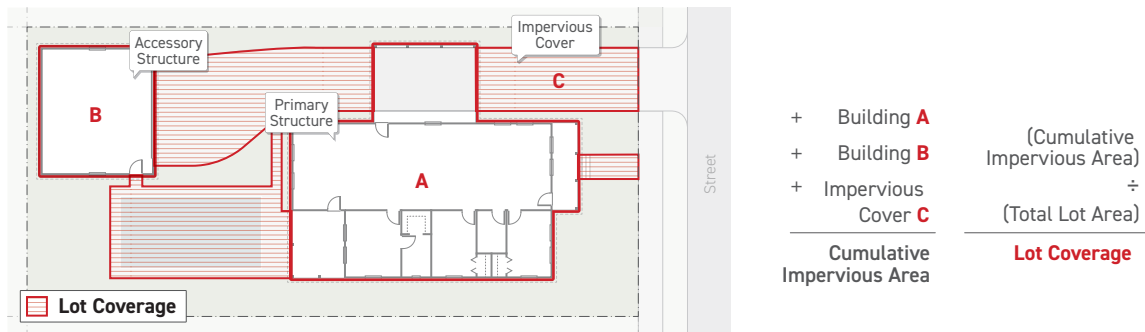 Accessory
Structure
Impervious
Cover
C
B
Primary
Structure
A
Street
Lot Coverage
+ Building A
+ Building B
+ Impervious
Cover C
Cumulative
Impervious Area
(Cumulative
Impervious Area)
÷
(Total Lot Area)
Lot Coverage